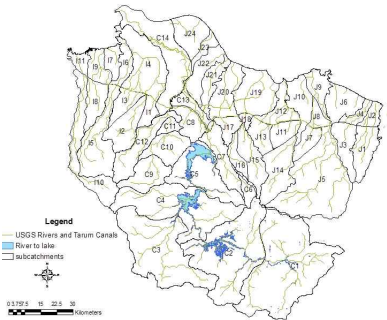 C14
J24
J23
J22
J21
J20
J19
J18
J17
J16
J15
J14
J13
J12
J11
J10
J9
J8
J7
J6
J5
J4
J3
J2
J1
I11
I9
I7
I6
I4
I8
I3
I1
I2
I5
I10
C13
C8
C11
C12
C10
C9
C7
C5
C6
C4
C3
C2
C1
Legend
USGS Rivers and Tarum Canals
River to lake
subcatchments
0 3.757.5 15 22.5 30
Kilometers